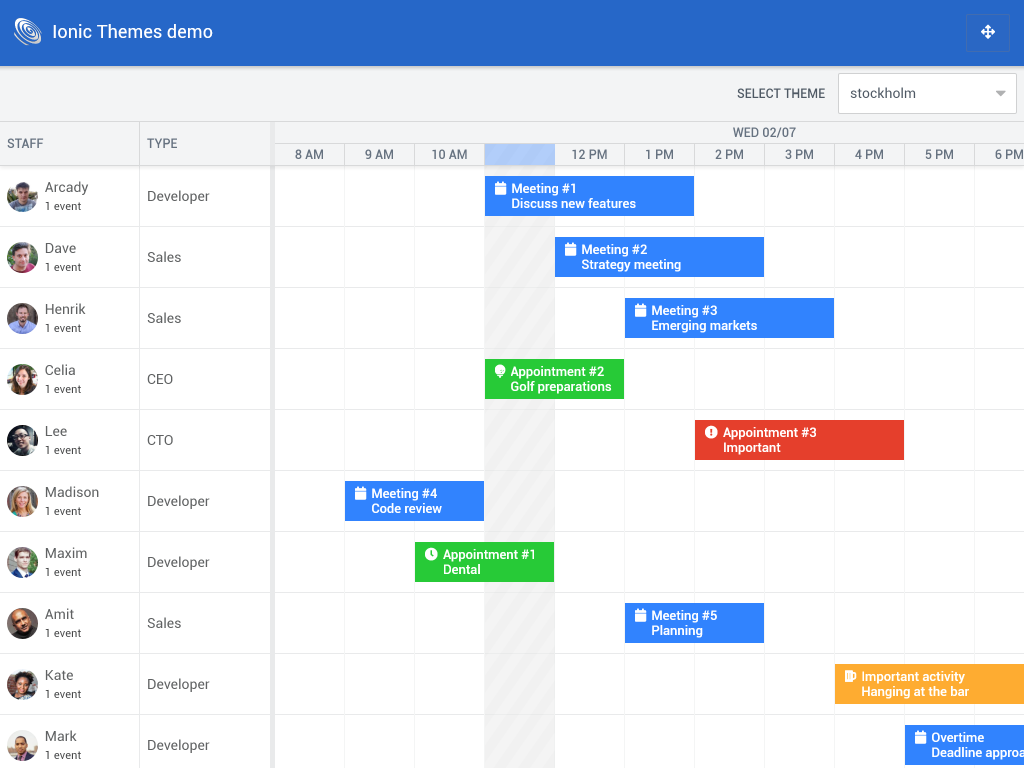 Ionic Themes demo
SELECT THEME
stockholm
STAFF
TYPE
WED 02/07
8 AM
9 AM
10 AM
12 PM
1 PM
2 PM
3 PM
4 PM
5 PM
6 PM
Arcady
1 event
Developer
Meeting #1
Discuss new features
Dave
1 event
Sales
Meeting #2
Strategy meeting
Henrik
1 event
Sales
Meeting #3
Emerging markets
Celia
1 event
CEO
Appointment #2
Golf preparations
Lee
1 event
CTO
Appointment #3
Important
Madison
1 event
Developer
Meeting #4
Code review
Maxim
1 event
Developer
Appointment #1
Dental
Amit
1 event
Sales
Meeting #5
Planning
Kate
1 event
Developer
Important activity
Hanging at the bar
Mark
1 event
Developer
Overtime
Deadline